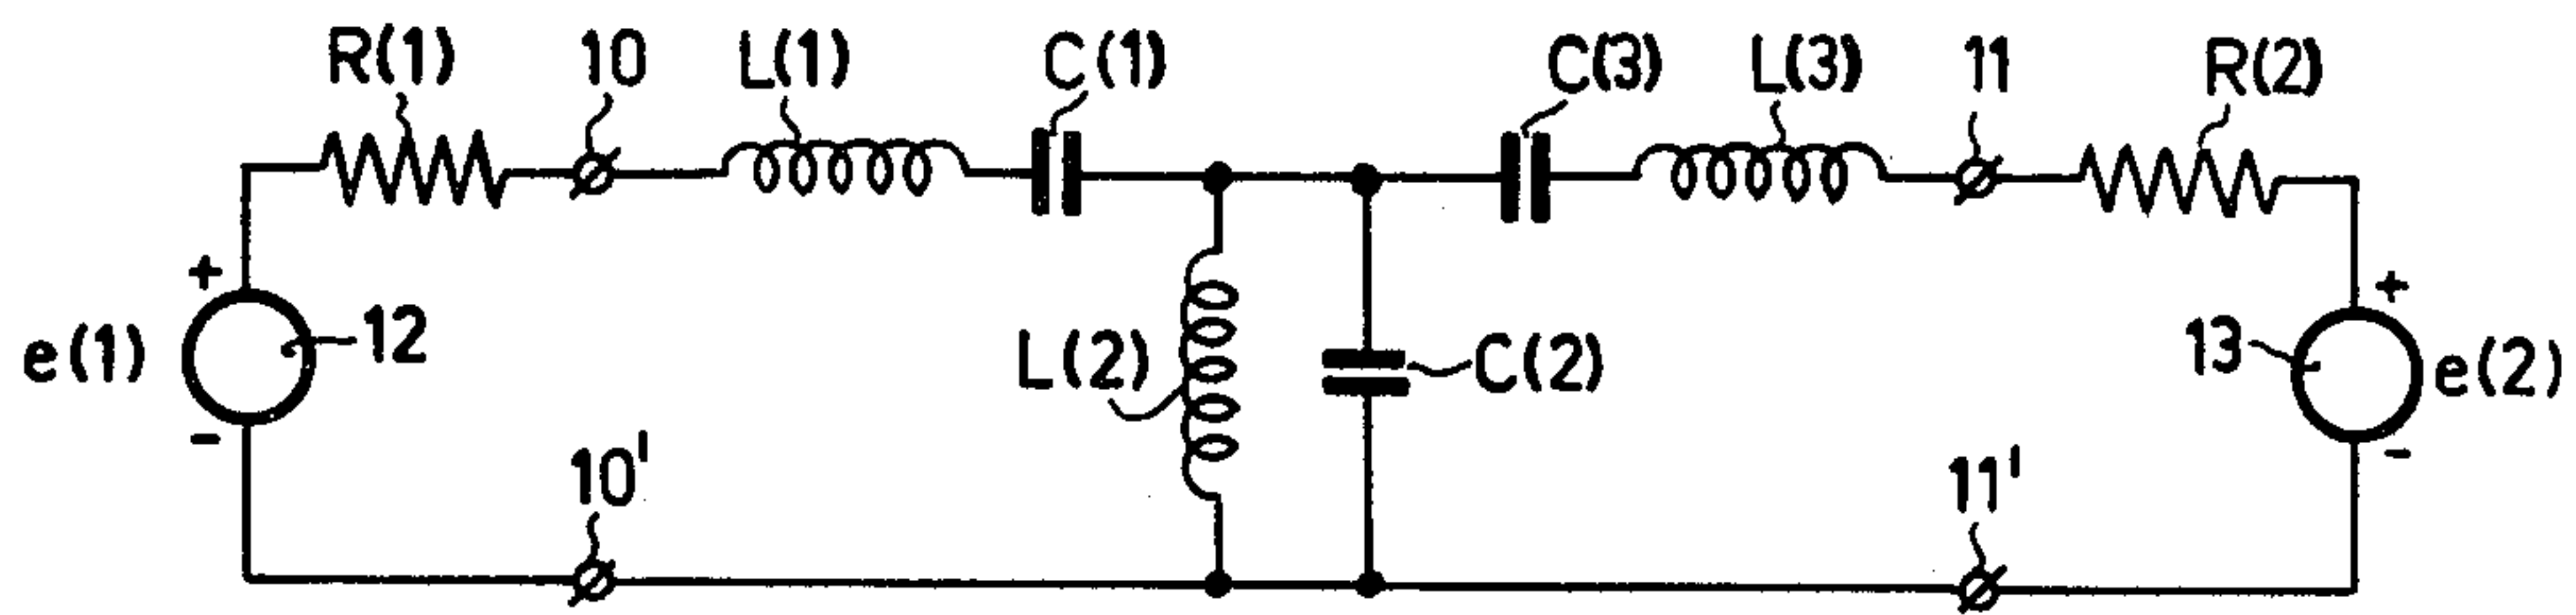 R(1) 10 L(1) C(1) C(3) L(3) 11 R(2)
+ +
e(1) 12 L(2) C(2) 13 e(2)
- -
10' 11'